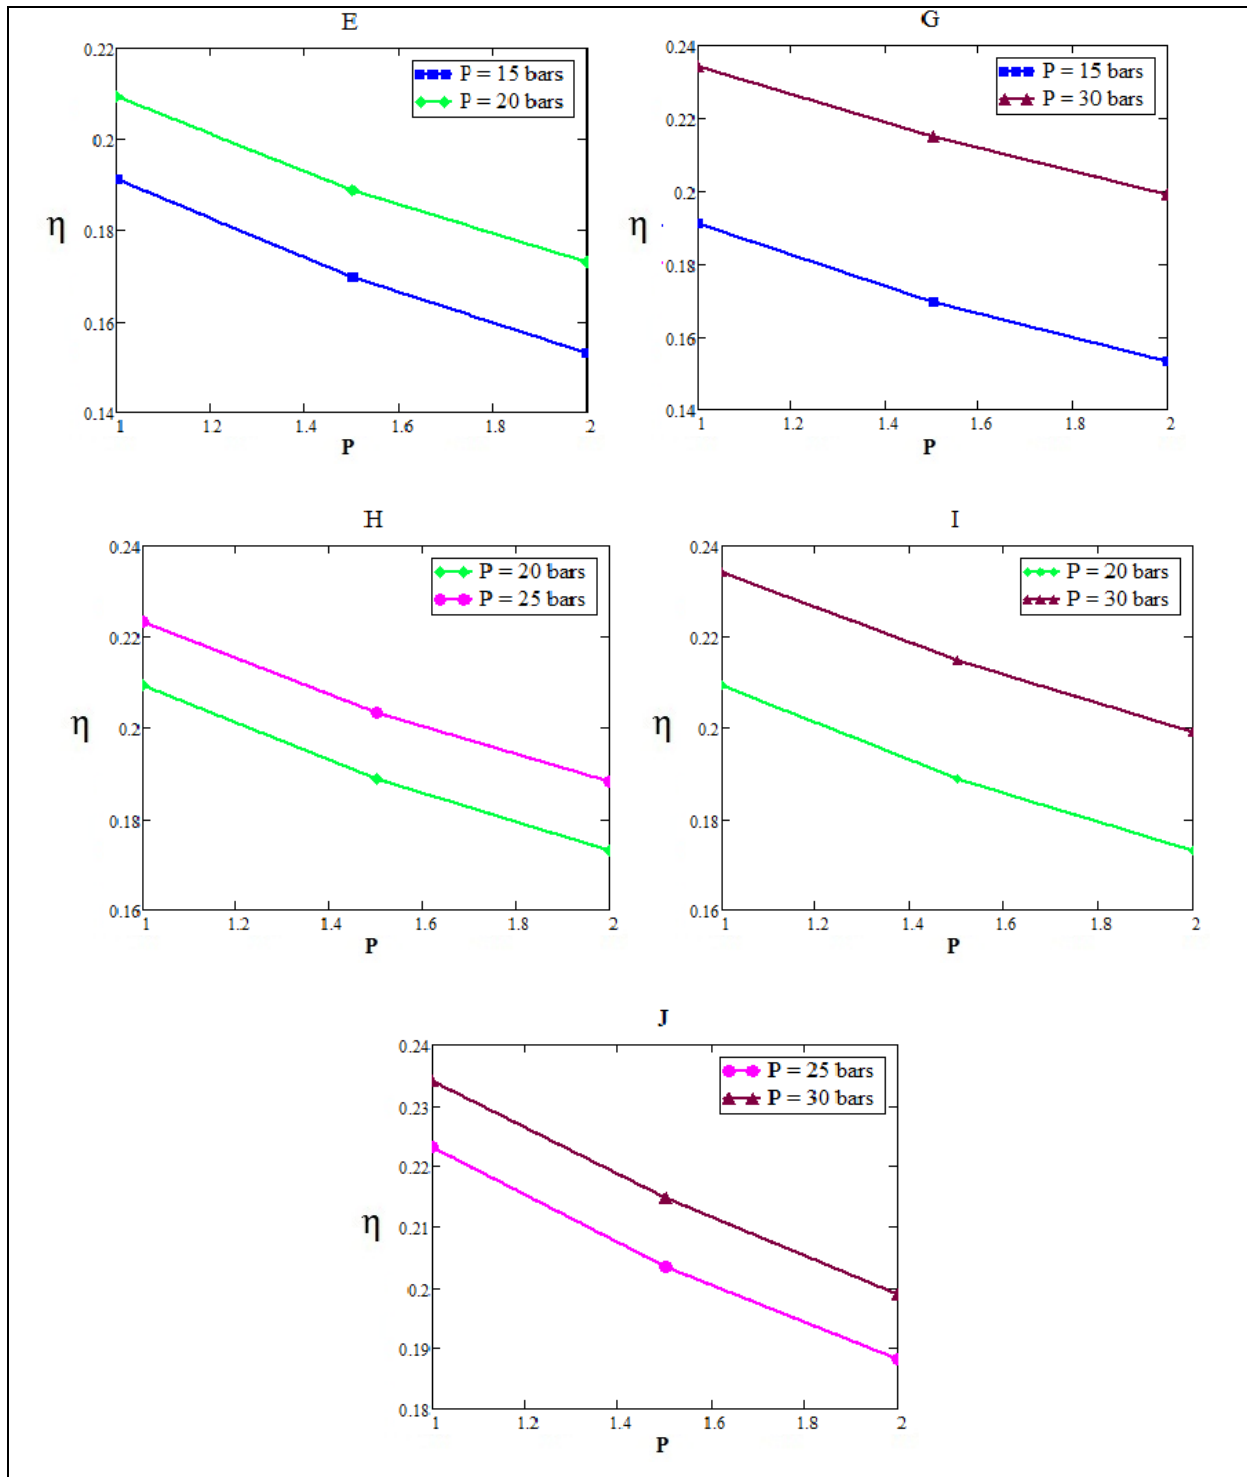 E
0.22
0.2
0.18
0.16
0.14
η
1 1.2 1.4 1.6 1.8 2
P
P = 15 bars
P = 20 bars
G
0.24
0.22
0.2
0.18
0.16
0.14
η
1 1.2 1.4 1.6 1.8 2
P
P = 15 bars
P = 30 bars
H
0.24
0.22
0.2
0.18
0.16
η
1 1.2 1.4 1.6 1.8 2
P
P = 20 bars
P = 25 bars
I
0.24
0.22
0.2
0.18
0.16
η
1 1.2 1.4 1.6 1.8 2
P
P = 20 bars
P = 30 bars
J
0.24
0.23
0.22
0.21
0.2
0.19
0.18
η
1 1.2 1.4 1.6 1.8 2
P
P = 25 bars
P = 30 bars